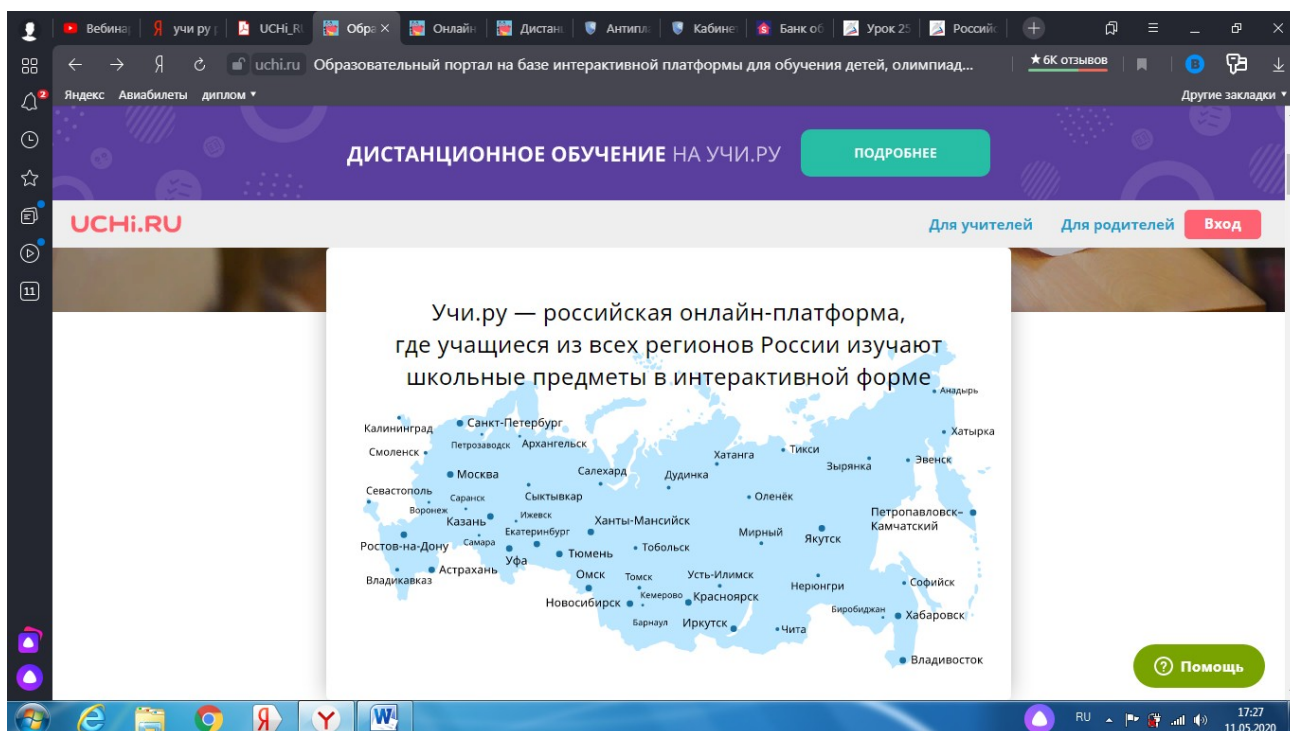 Вебина
учи ру
UCHi_R
Обра
Онлайн
Дистан
Антипл
Кабине
Банк об
Урок 25
Российс
uchi.ru Образовательный портал на базе интерактивной платформы для обучения детей, олимпиад...
★ 6К отзывов
Яндекс Авиабилеты диплом
Другие закладки
ДИСТАНЦИОННОЕ ОБУЧЕНИЕ НА УЧИ.РУ
ПОДРОБНЕЕ
UCHi.RU
Для учителей Для родителей Вход
11
Учи.ру — российская онлайн-платформа,
где учащиеся из всех регионов России изучают
школьные предметы в интерактивной форме
Анадырь
Калининград
Санкт-Петербург
Хатырка
Петрозаводск
Архангельск
Смоленск
Хатанга
Тикси
Зырянка
Эвенск
Москва
Салехард
Дудинка
Севастополь
Саранск
Сыктывкар
Оленёк
Воронеж
Казань
Ижевск
Ханты-Мансийск
Петропавловск-
Камчатский
Екатеринбург
Мирный
Якутск
Ростов-на-Дону
Самара
Уфа
Тюмень
Тобольск
Астрахань
Владикавказ
Омск
Томск
Усть-Илимск
Нерюнгри
Софийск
Новосибирск
Кемерово
Красноярск
Биробиджан
Хабаровск
Барнаул
Иркутск
Чита
Владивосток
Помощь
RU
17:27
11.05.2020